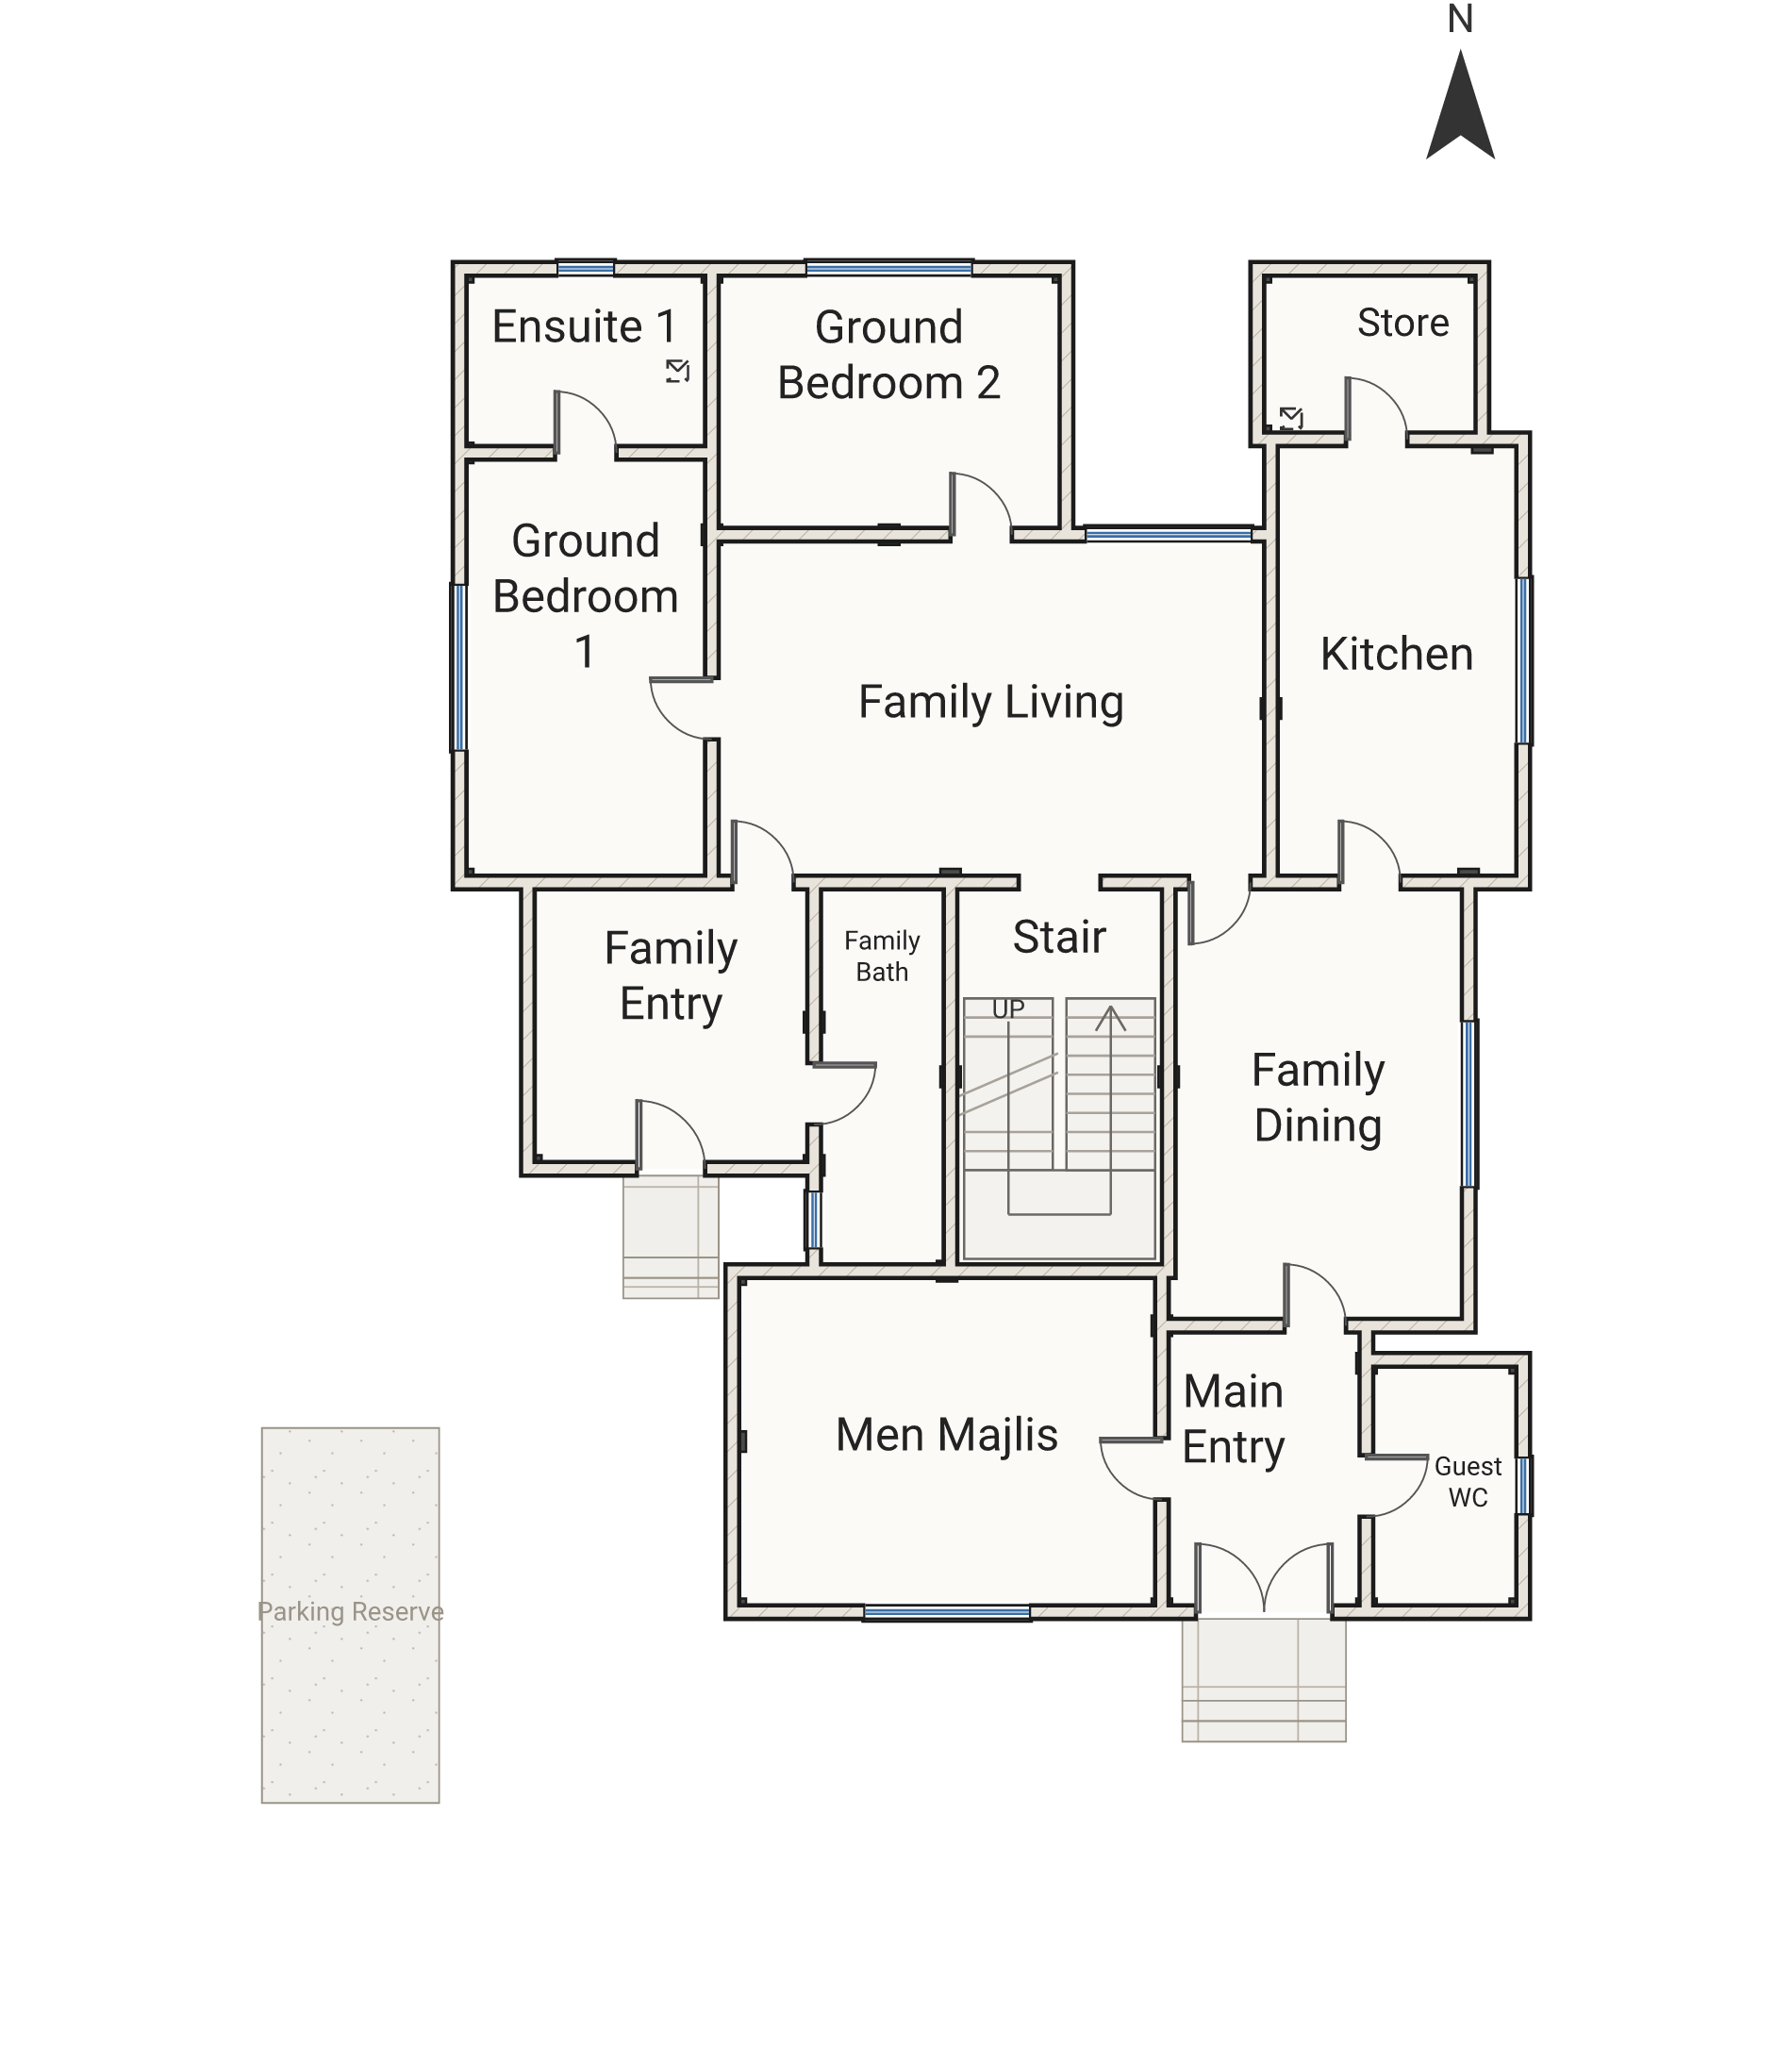 N
Ensuite 1
Ground
Bedroom 2
Store
Ground
Bedroom
1
Kitchen
Family Living
Family
Entry
Family
Bath
Stair
UP
Family
Dining
Men Majlis
Main
Entry
Guest
WC
Parking Reserve